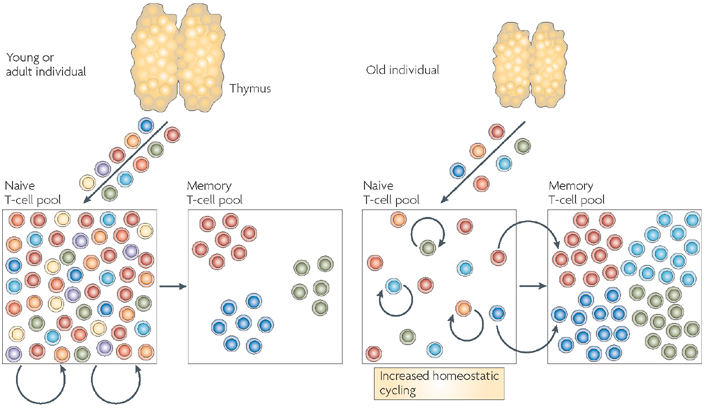 Young or
adult individual
Thymus
Naive
T-cell pool
Memory
T-cell pool
Old individual
Naive
T-cell pool
Memory
T-cell pool
Increased homeostatic
cycling